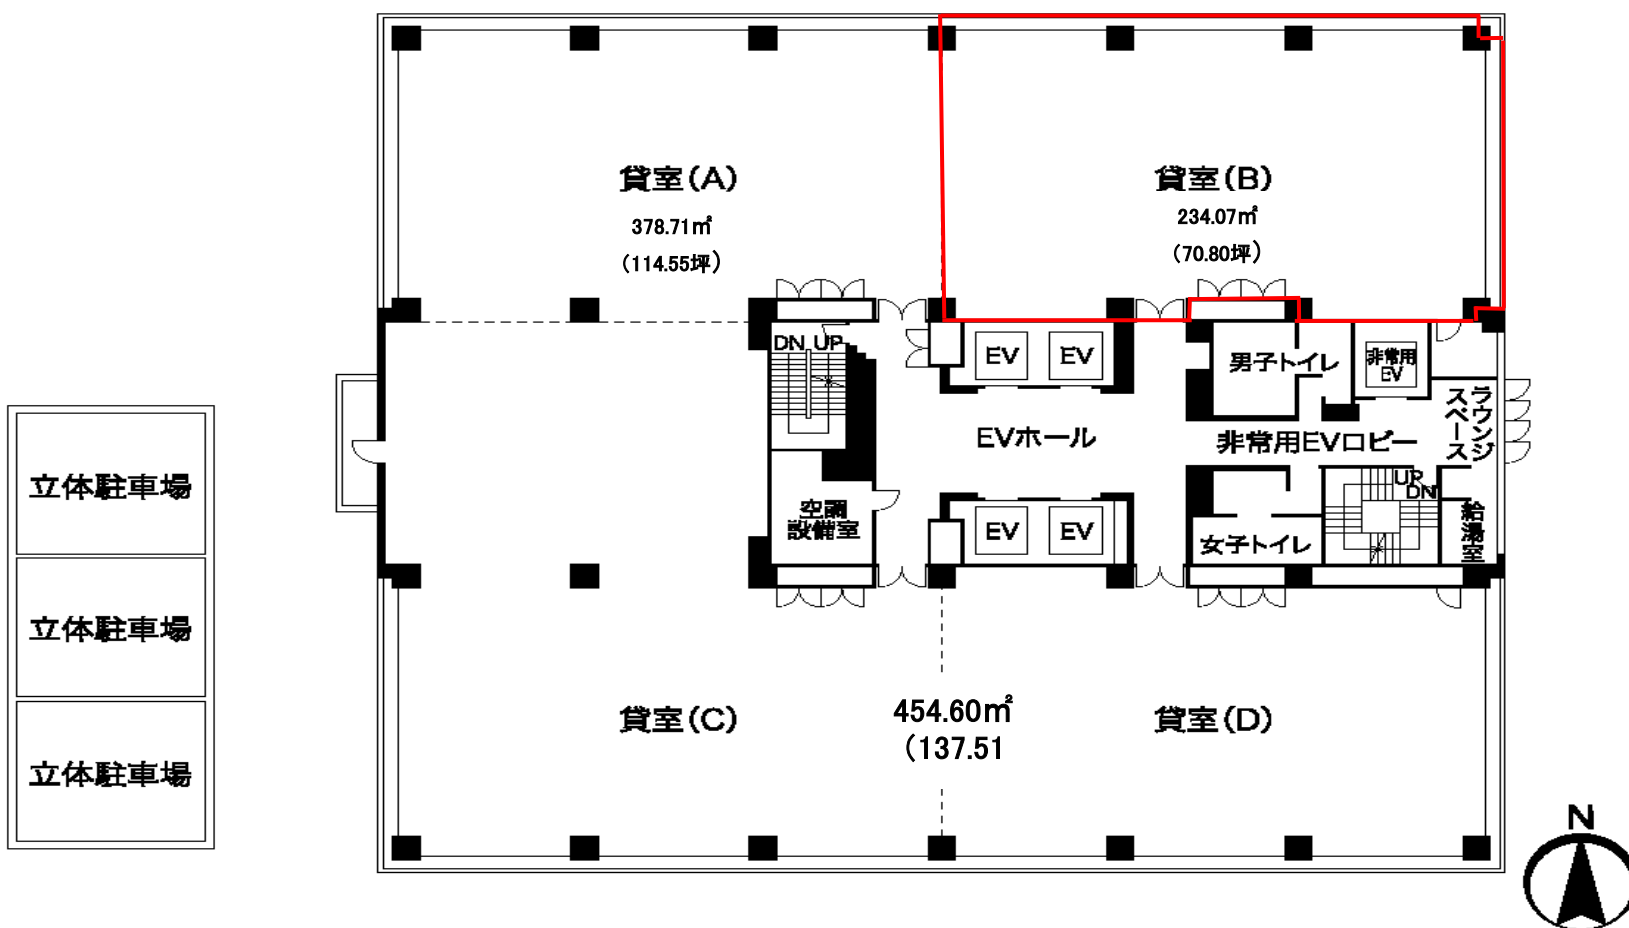 貸室(A)
378.71㎡
(114.55坪)
貸室(B)
234.07㎡
(70.80坪)
DN UP
EV
EV
男子トイレ
非常用
EV
ラウンジ
スペース
EVホール
非常用EVロビー
立体駐車場
空調
設備室
EV
EV
女子トイレ
UP
DN
給湯室
立体駐車場
貸室(C)
454.60㎡
(137.51
貸室(D)
立体駐車場
N